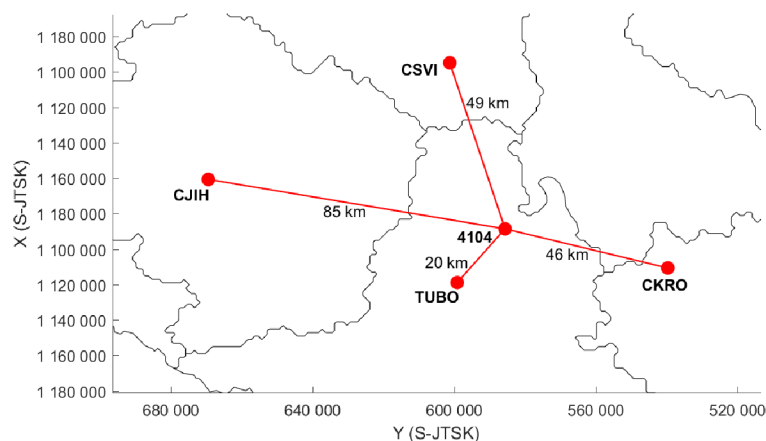 1 180 000
1 100 000
1 120 000
1 140 000
1 160 000
1 180 000
1 100 000
1 120 000
1 140 000
1 160 000
1 180 000
X (S-JTSK)
CSVI
49 km
CJIH
85 km
4104
20 km
46 km
TUBO
CKRO
680 000
640 000
600 000
560 000
520 000
Y (S-JTSK)